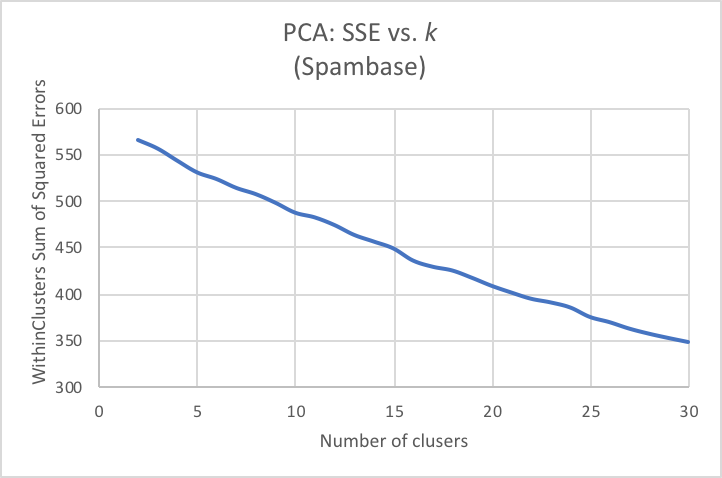 PCA: SSE vs. k
(Spambase)
WithinClusters Sum of Squared Errors
600
550
500
450
400
350
300
0 5 10 15 20 25 30
Number of clusers